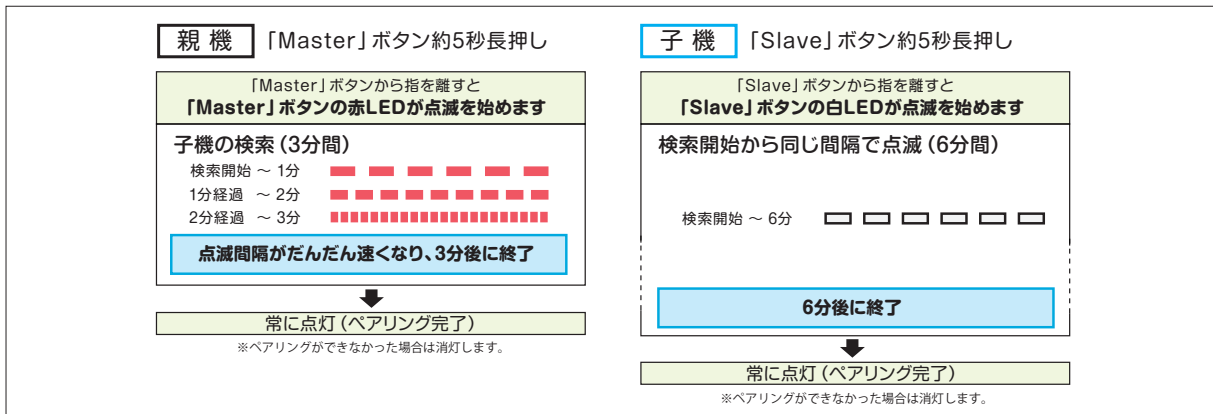 親 機 「Master」ボタン約5秒長押し
「Master」ボタンから指を離すと
「Master」ボタンの赤LEDが点滅を始めます
子機の検索（3分間）
検索開始 ～ 1分
1分経過 ～ 2分
2分経過 ～ 3分
点滅間隔がだんだん速くなり、3分後に終了
常に点灯（ペアリング完了）
※ペアリングができなかった場合は消灯します。
子 機 「Slave」ボタン約5秒長押し
「Slave」ボタンから指を離すと
「Slave」ボタンの白LEDが点滅を始めます
検索開始から同じ間隔で点滅（6分間）
検索開始 ～ 6分
6分後に終了
常に点灯（ペアリング完了）
※ペアリングができなかった場合は消灯します。